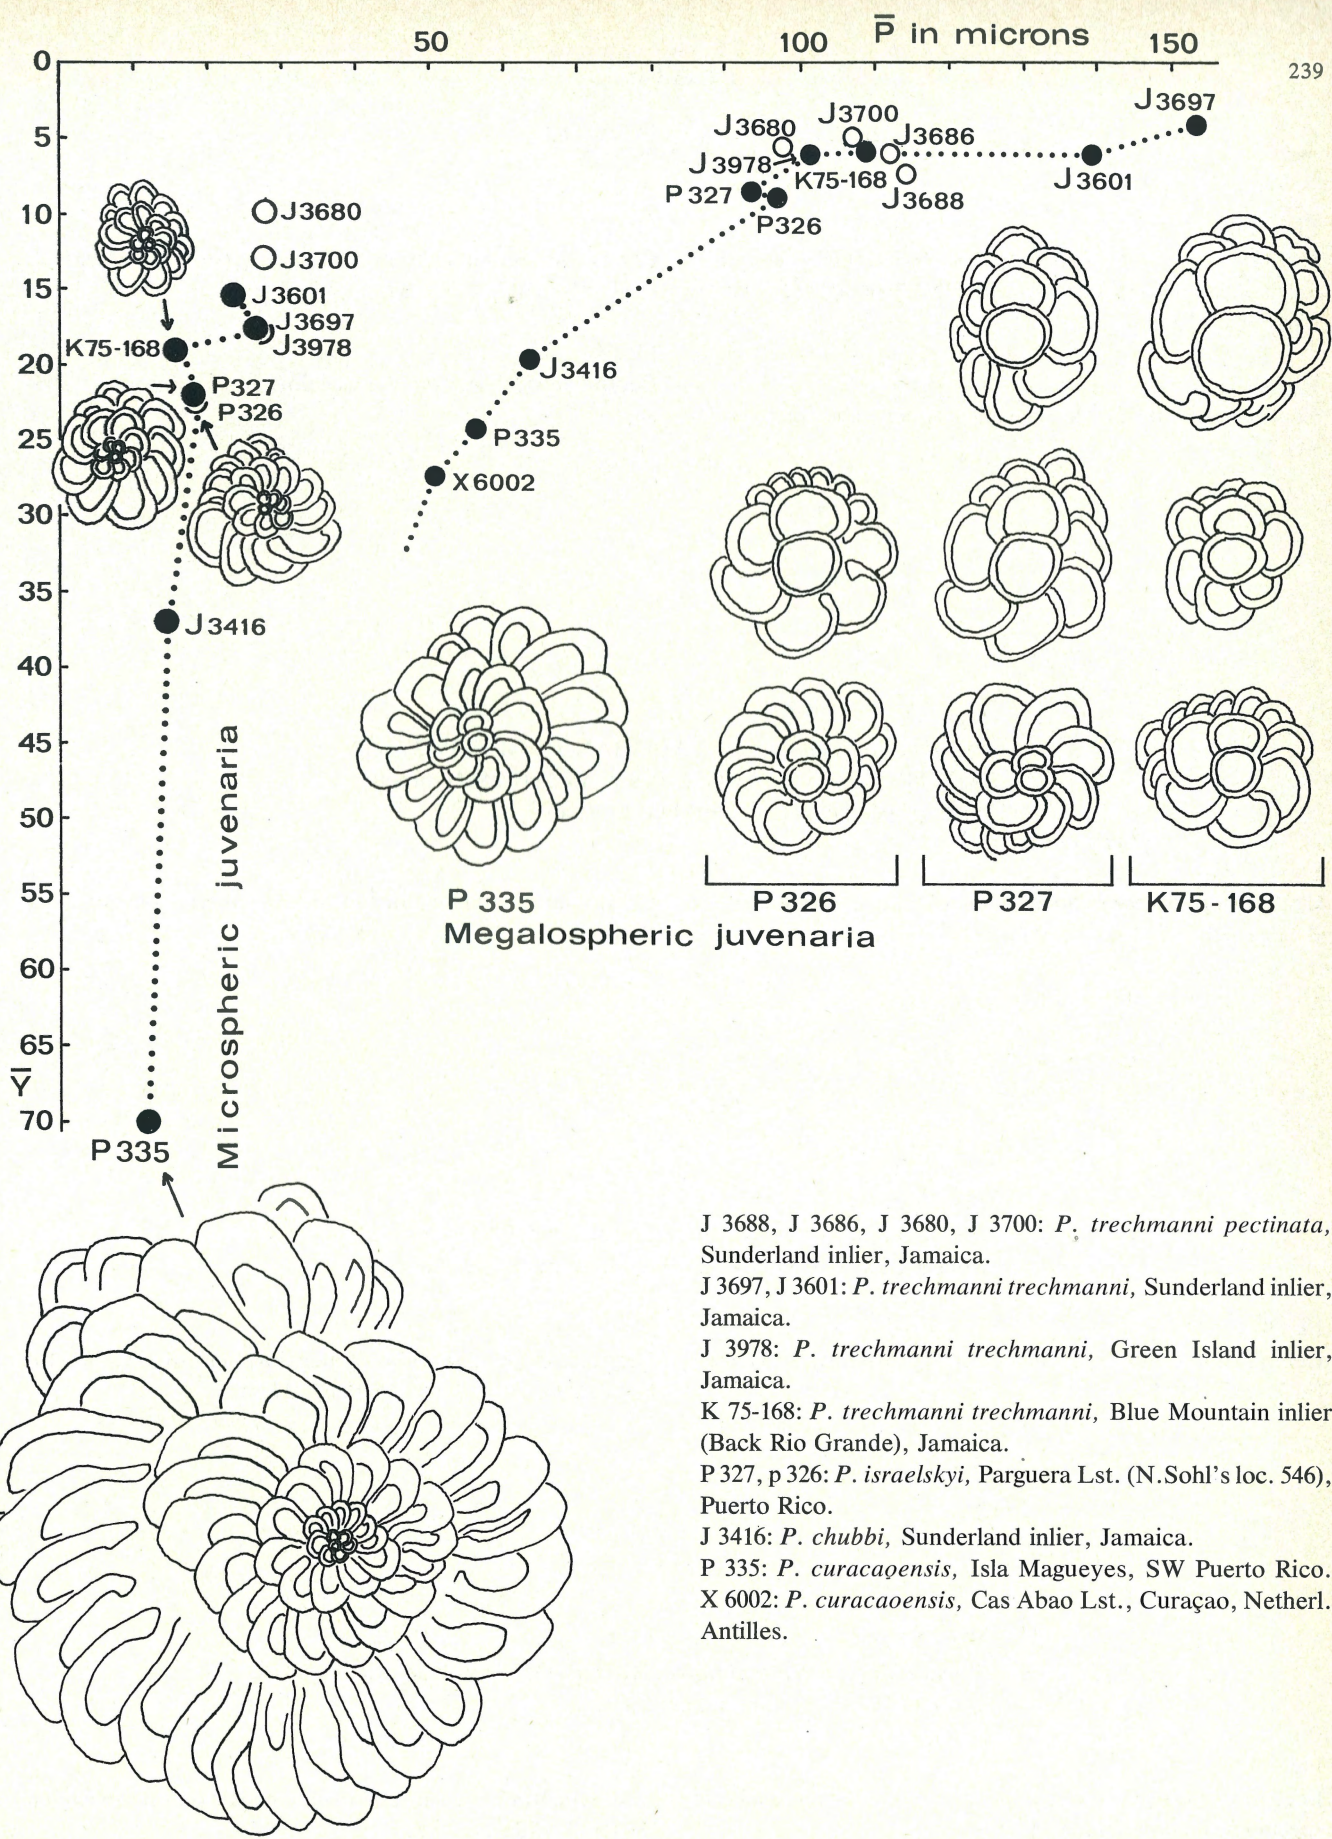 50 100 P̅ in microns 150
239
0
5
10
15
20
25
30
35
40
45
50
55
60
65
Y̅
70
J3697
J3700
J3680
J3686
J3978
K75-168
J3601
P327
J3688
P326
J3680
J3700
J3601
J3697
K75-168
J3978
P327
P326
J3416
P335
X6002
J3416
Microspheric juvenaria
P335
P 335
P326
P327
K75-168
Megalospheric juvenaria
J 3688, J 3686, J 3680, J 3700: P. trechmanni pectinata,
Sunderland inlier, Jamaica.
J 3697, J 3601: P. trechmanni trechmanni, Sunderland inlier,
Jamaica.
J 3978: P. trechmanni trechmanni, Green Island inlier,
Jamaica.
K 75-168: P. trechmanni trechmanni, Blue Mountain inlier
(Back Rio Grande), Jamaica.
P 327, p 326: P. israelskyi, Parguera Lst. (N.Sohl's loc. 546),
Puerto Rico.
J 3416: P. chubbi, Sunderland inlier, Jamaica.
P 335: P. curacaoensis, Isla Magueyes, SW Puerto Rico.
X 6002: P. curacaoensis, Cas Abao Lst., Curaçao, Netherl.
Antilles.